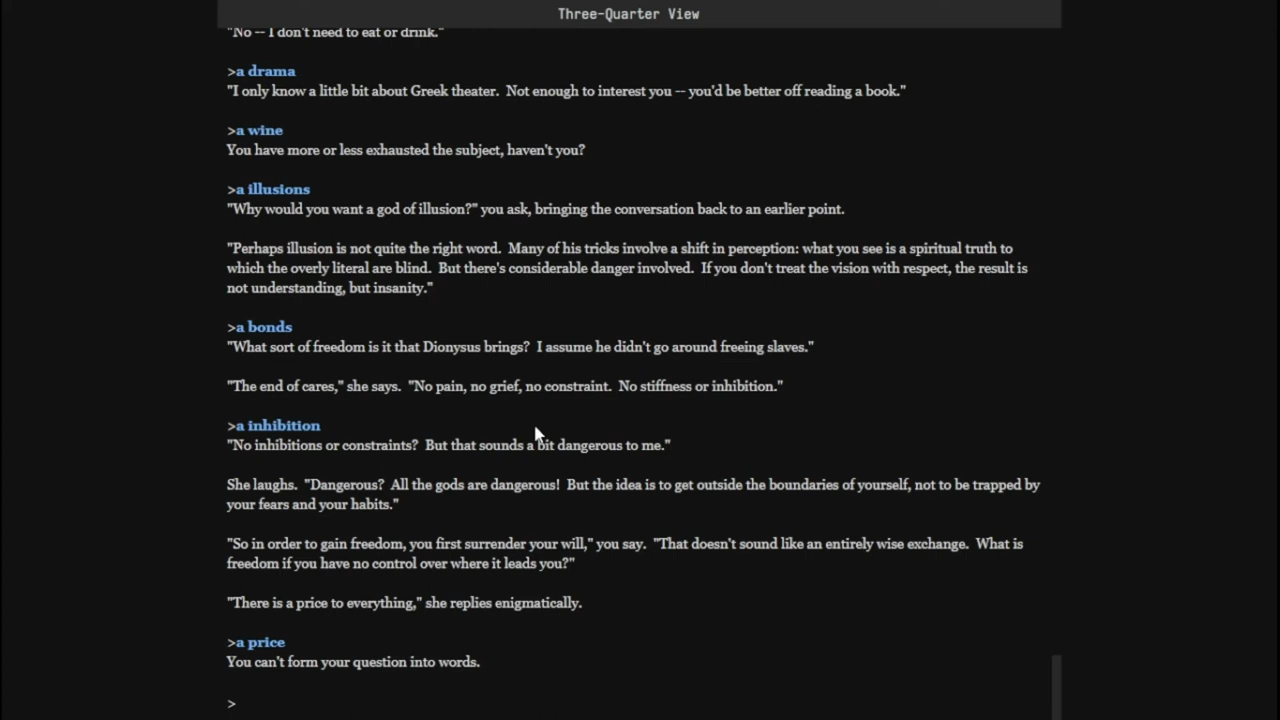 Three-Quarter View
"No -- I don't need to eat or drink."
>a drama
"I only know a little bit about Greek theater.  Not enough to interest you -- you'd be better off reading a book."
>a wine
You have more or less exhausted the subject, haven't you?
>a illusions
"Why would you want a god of illusion?" you ask, bringing the conversation back to an earlier point.
"Perhaps illusion is not quite the right word.  Many of his tricks involve a shift in perception: what you see is a spiritual truth to
which the overly literal are blind.  But there's considerable danger involved.  If you don't treat the vision with respect, the result is
not understanding, but insanity."
>a bonds
"What sort of freedom is it that Dionysus brings?  I assume he didn't go around freeing slaves."
"The end of cares," she says.  "No pain, no grief, no constraint.  No stiffness or inhibition."
>a inhibition
"No inhibitions or constraints?  But that sounds a bit dangerous to me."
She laughs.  "Dangerous?  All the gods are dangerous!  But the idea is to get outside the boundaries of yourself, not to be trapped by
your fears and your habits."
"So in order to gain freedom, you first surrender your will," you say.  "That doesn't sound like an entirely wise exchange.  What is
freedom if you have no control over where it leads you?"
"There is a price to everything," she replies enigmatically.
>a price
You can't form your question into words.
>